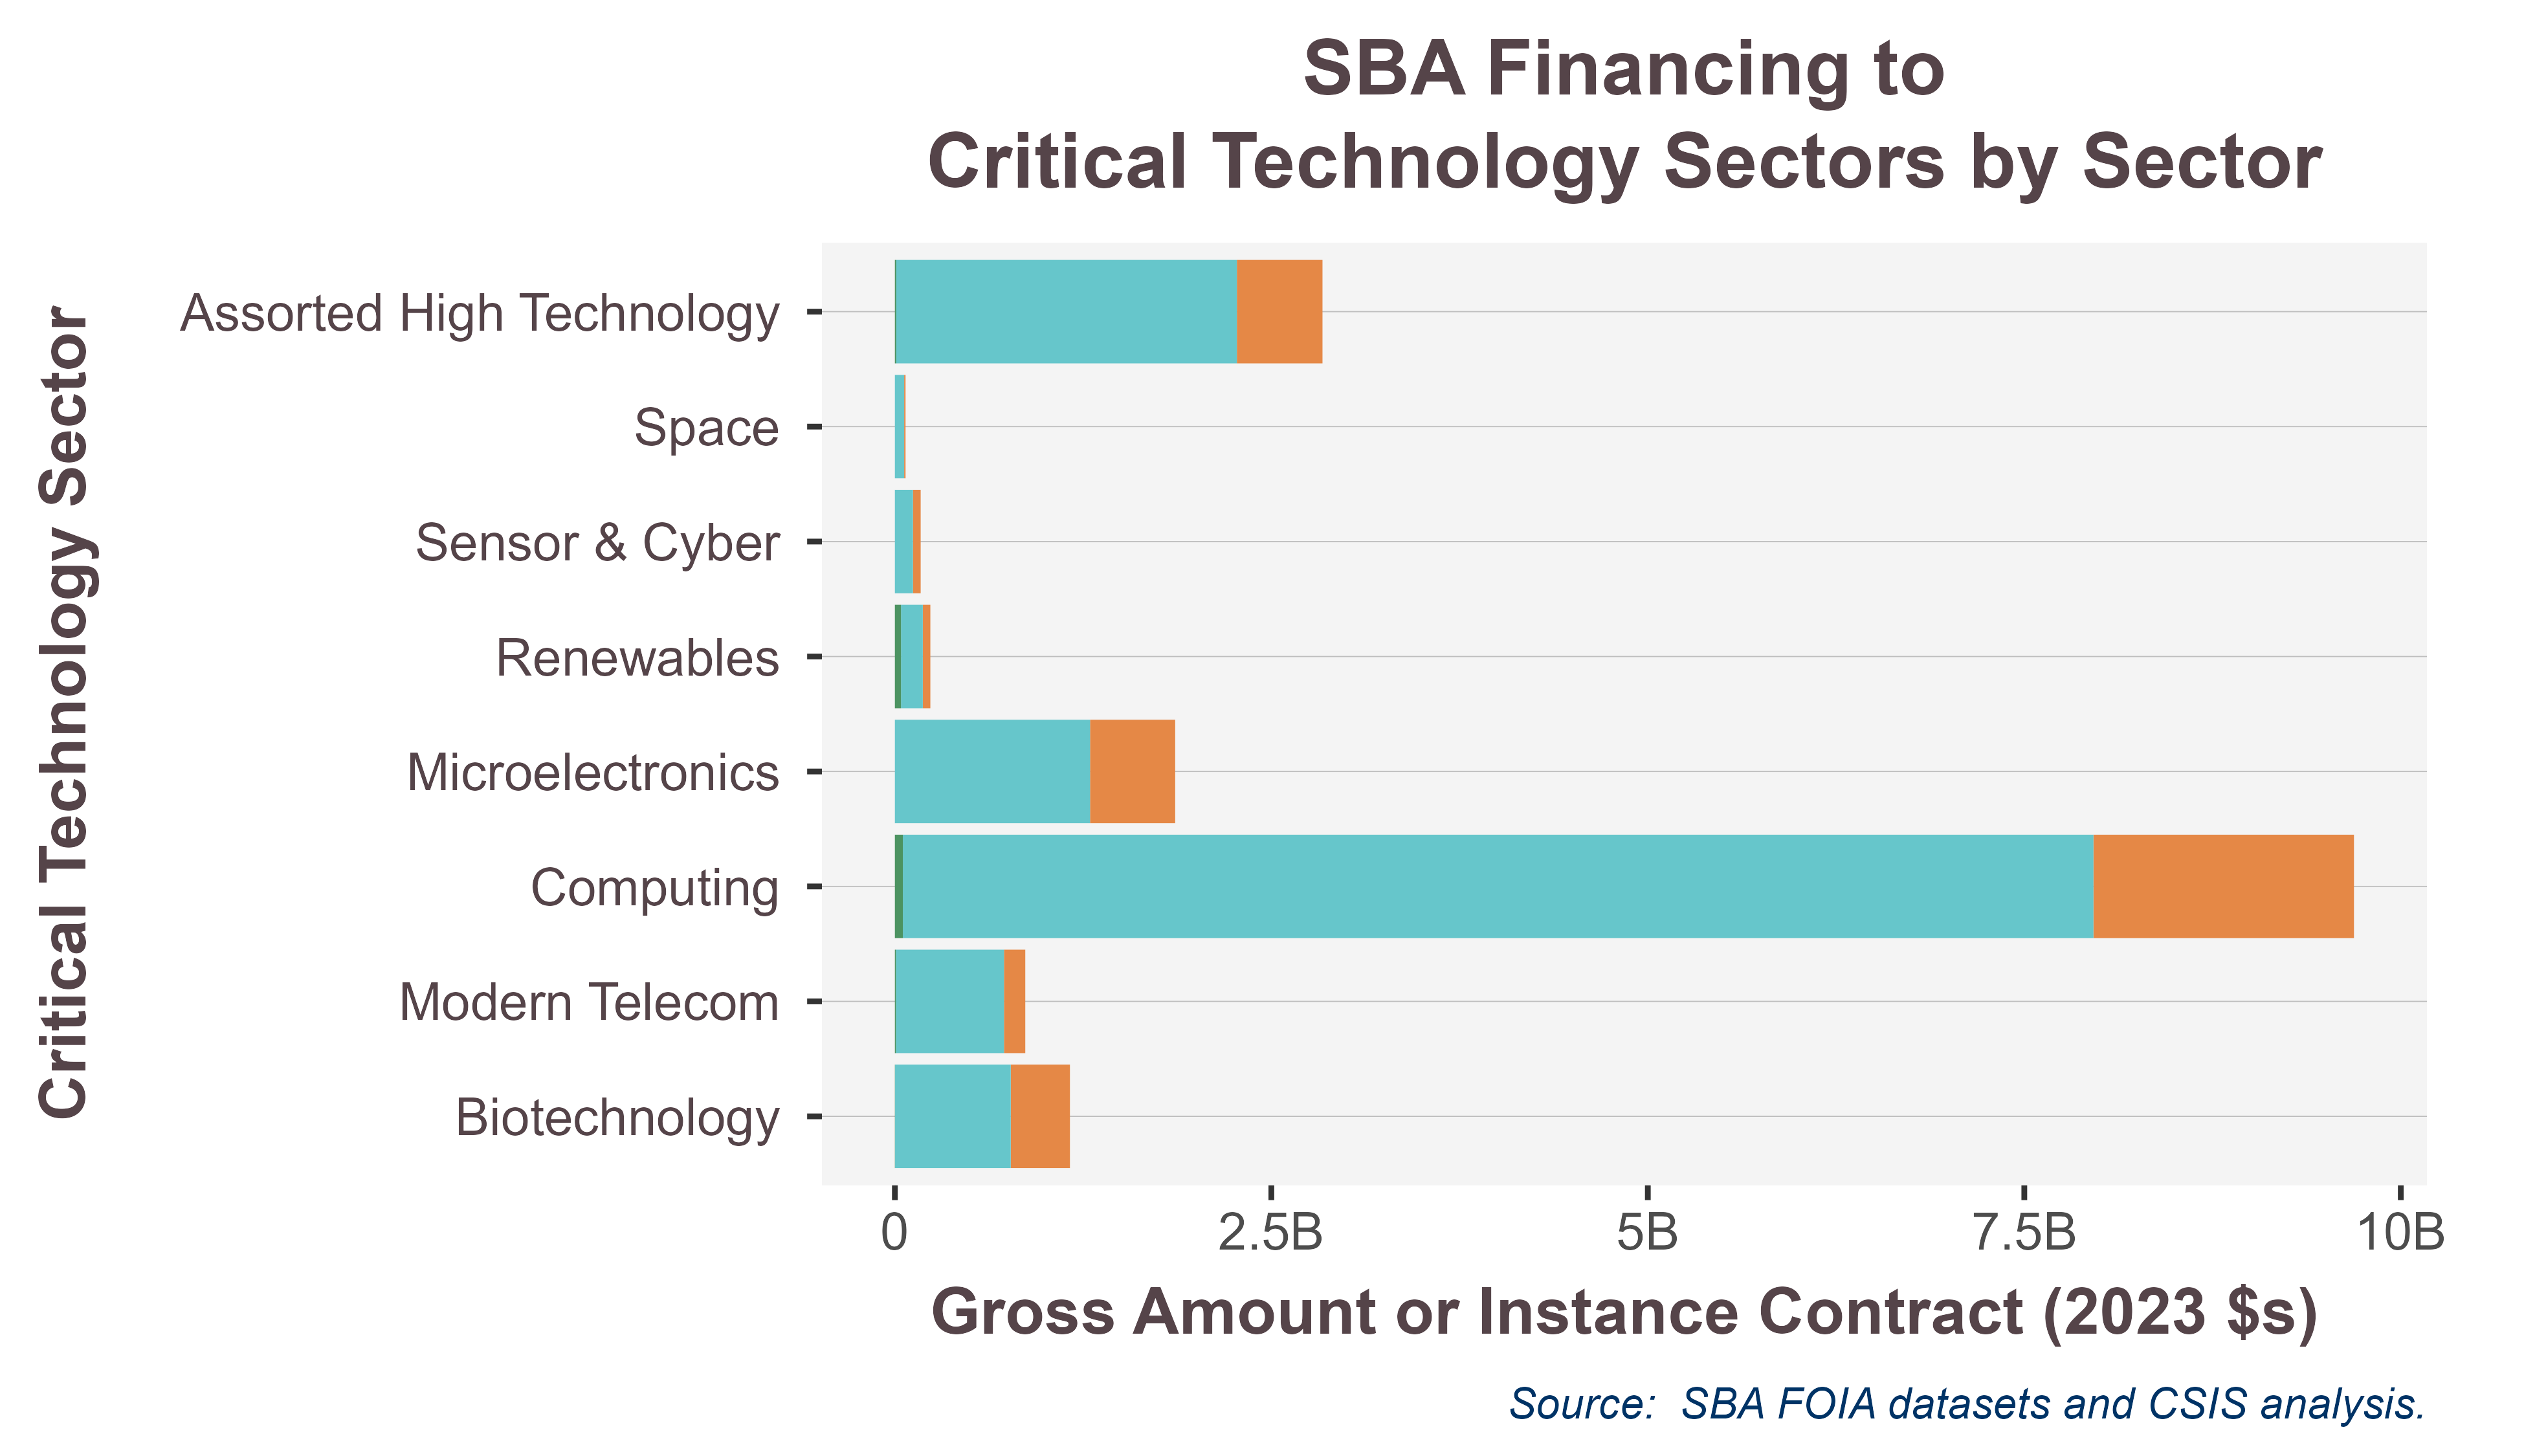 SBA Financing to
Critical Technology Sectors by Sector
Critical Technology Sector
Assorted High Technology
Space
Sensor & Cyber
Renewables
Microelectronics
Computing
Modern Telecom
Biotechnology
0 2.5B 5B 7.5B 10B
Gross Amount or Instance Contract (2023 $s)
Source: SBA FOIA datasets and CSIS analysis.